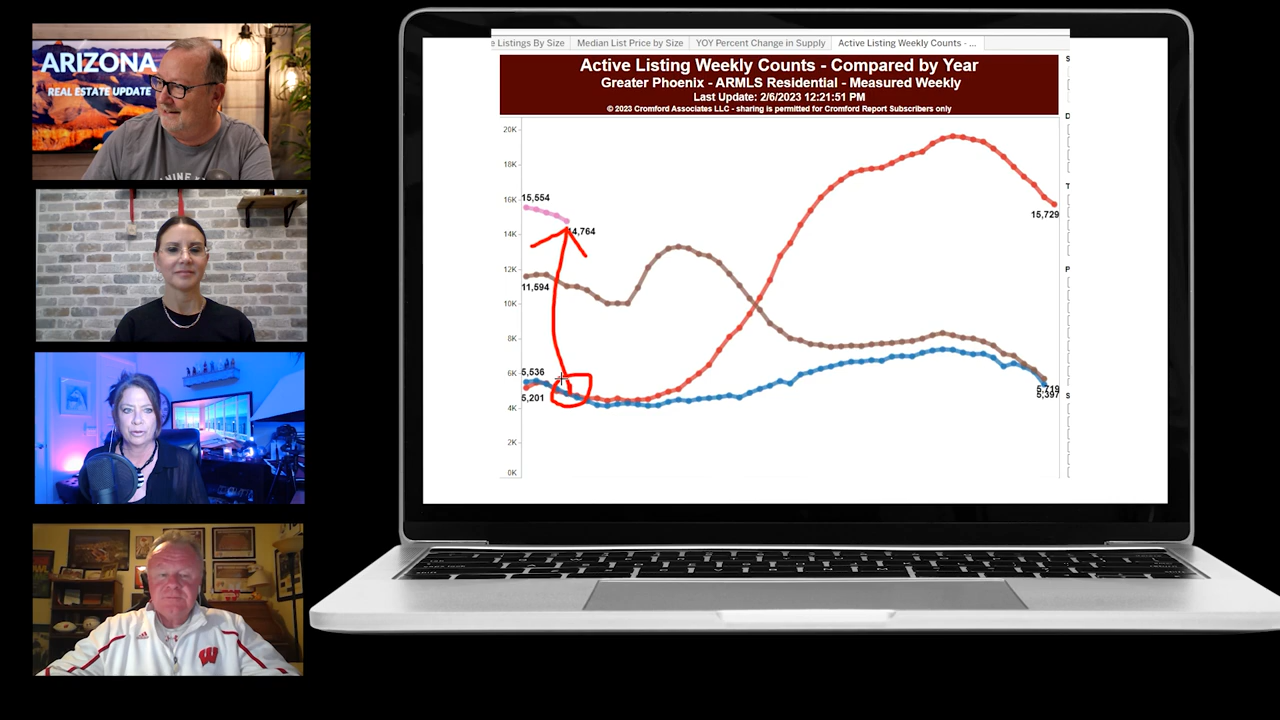 ARIZONA
REAL ESTATE UPDATE
W
Listings By Size
Median List Price by Size
YOY Percent Change in Supply
Active Listing Weekly Counts - ...
Active Listing Weekly Counts - Compared by Year
Greater Phoenix - ARMLS Residential - Measured Weekly
Last Update: 2/6/2023 12:21:51 PM
© 2023 Cromford Associates LLC - sharing is permitted for Cromford Report Subscribers only
20K
18K
16K
14K
12K
10K
8K
6K
4K
2K
0K
15,554
14,764
11,594
5,536
5,201
15,729
5,719
5,397